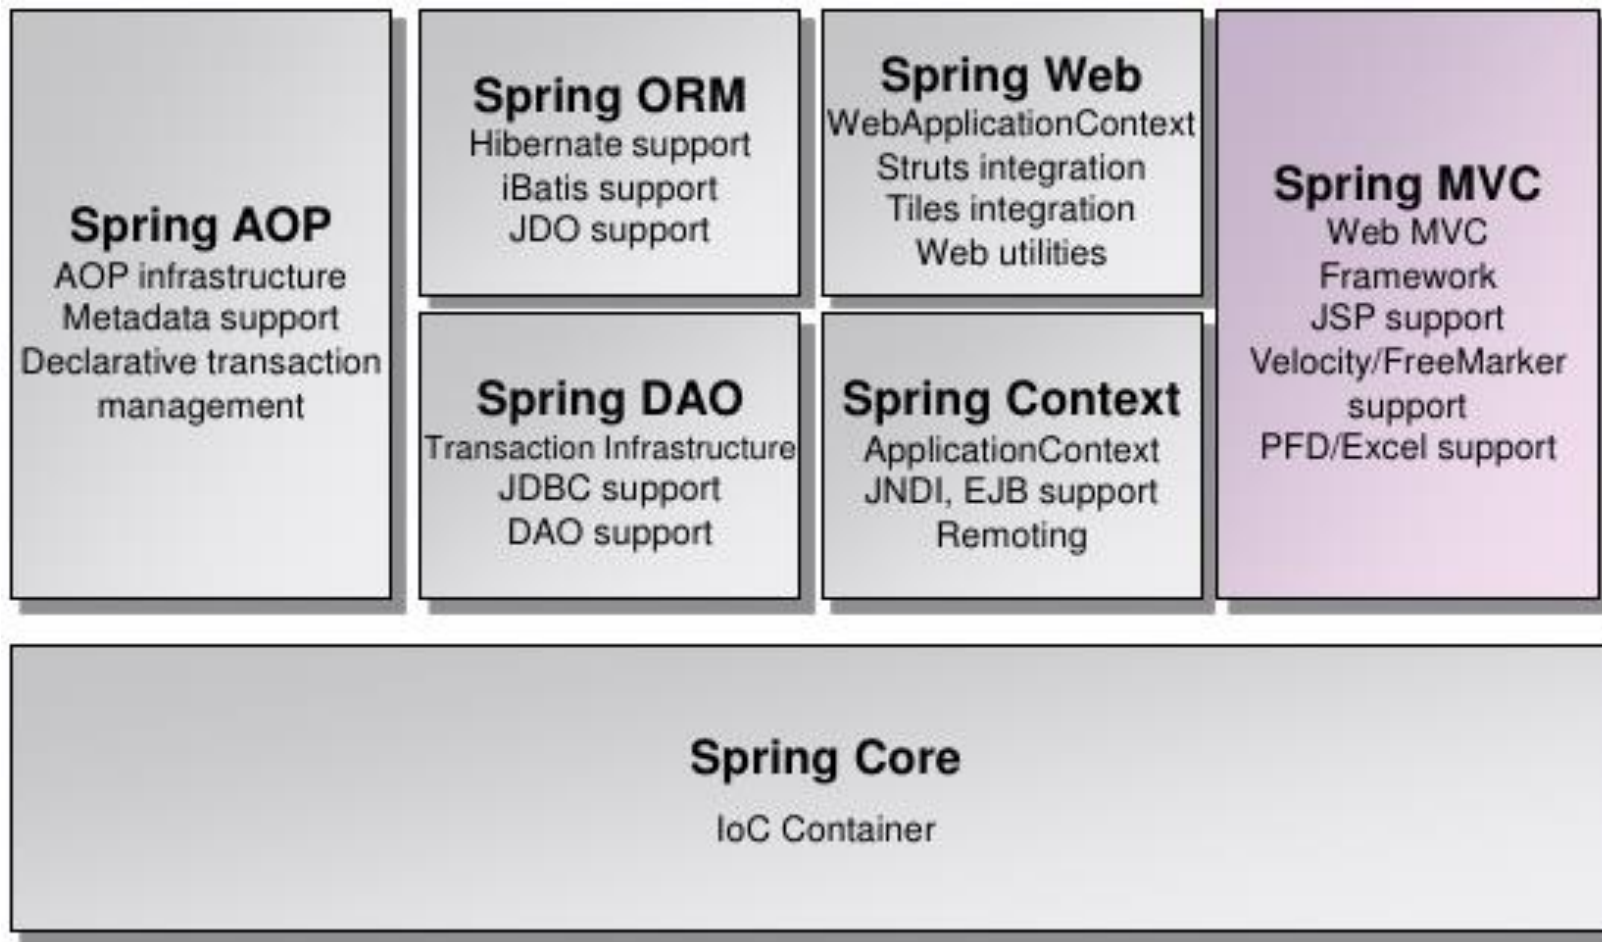 Spring AOP
AOP infrastructure
Metadata support
Declarative transaction
management
Spring ORM
Hibernate support
iBatis support
JDO support
Spring Web
WebApplicationContext
Struts integration
Tiles integration
Web utilities
Spring DAO
Transaction Infrastructure
JDBC support
DAO support
Spring Context
ApplicationContext
JNDI, EJB support
Remoting
Spring MVC
Web MVC
Framework
JSP support
Velocity/FreeMarker
support
PFD/Excel support
Spring Core
IoC Container